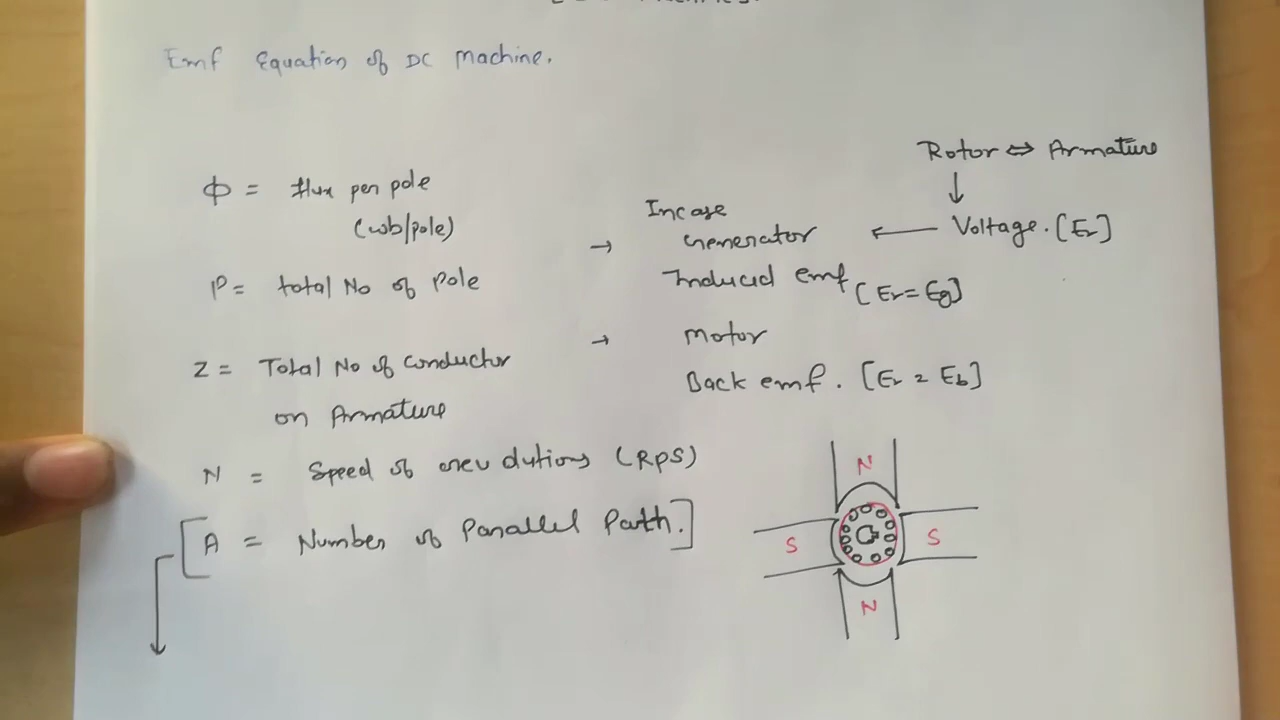 Emf Equation of DC machine.
Φ = flux per pole
(wb/pole)
P = total No of pole
Z = Total No of conductor
on Armature
N = Speed of (RPS)
[A = Number of Parallel Path.]
Rotor ⇔ Armature
↓
Incase
→ Generator ← Voltage. [Er]
Induced emf [Er = Eg]
→ motor
Back emf. [Er = Eb]
N
S S
N